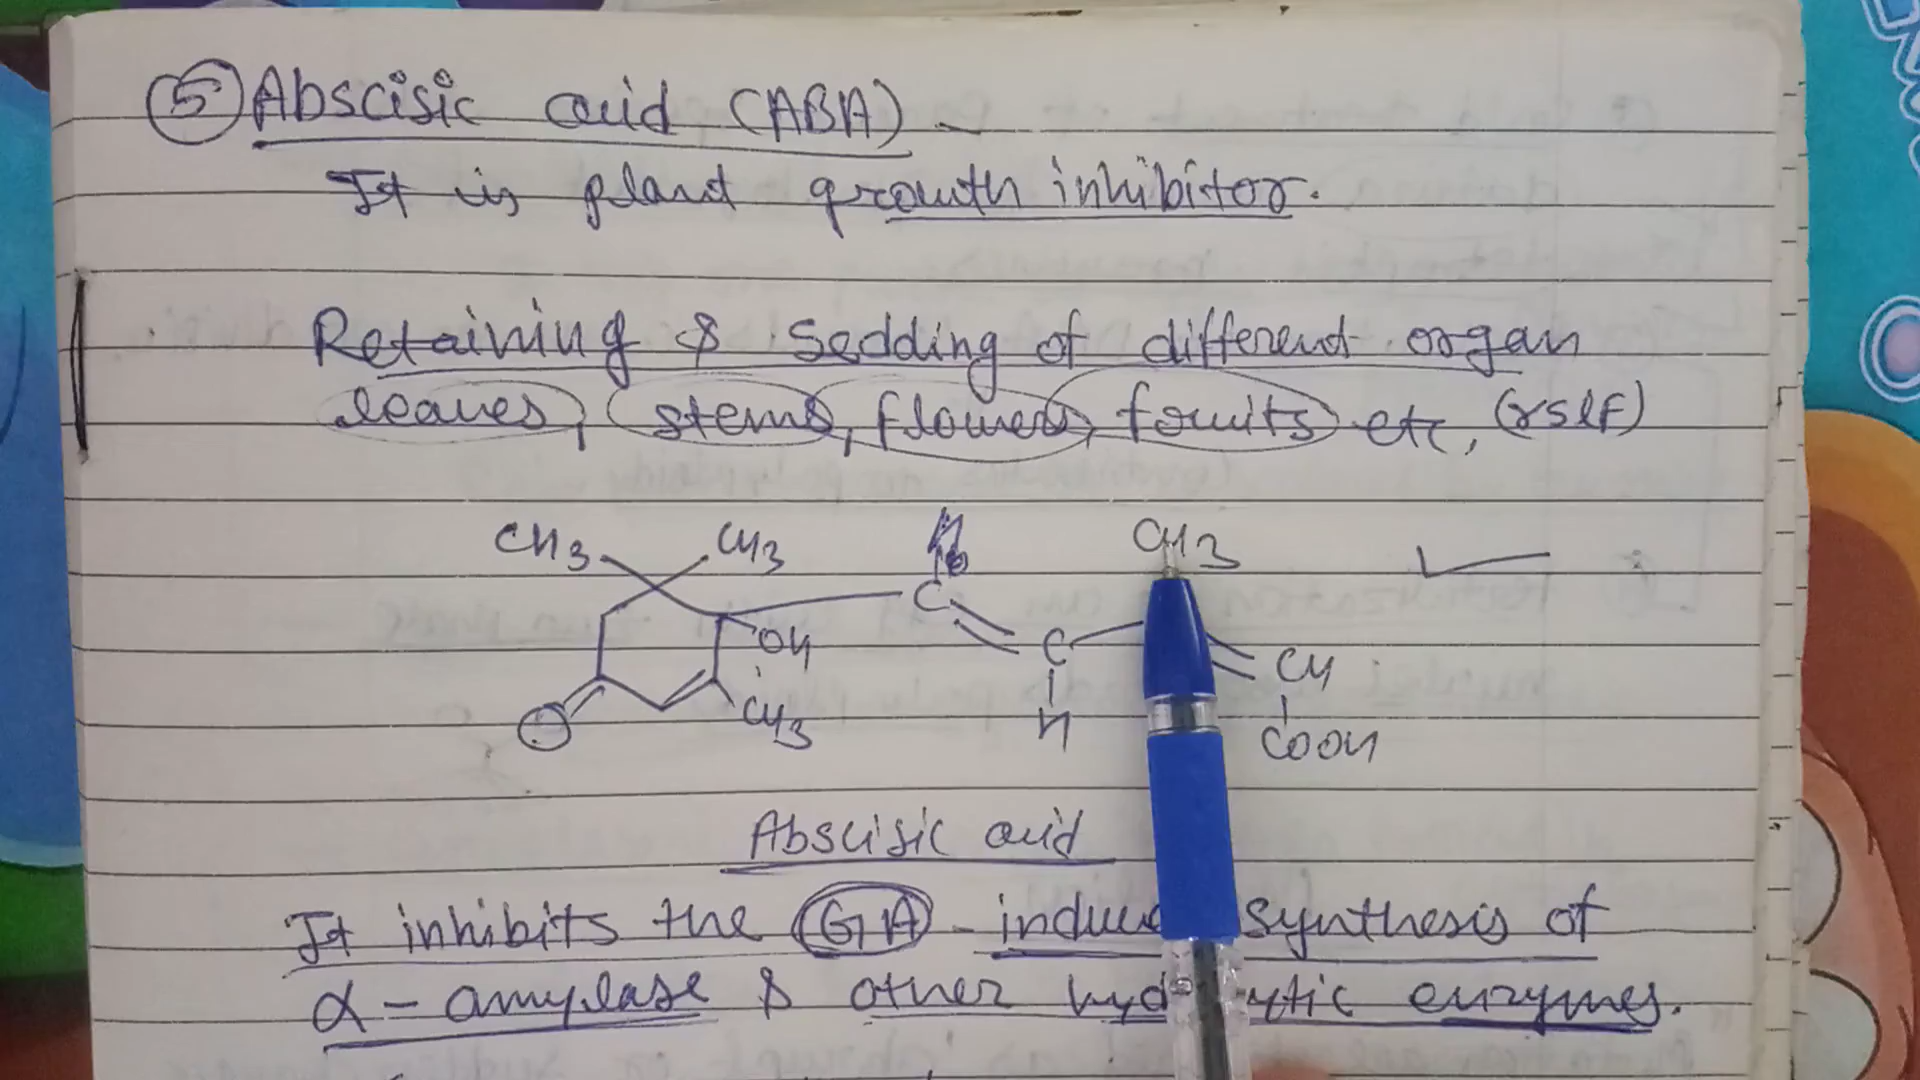 5 Abscisic acid (ABA) -
It is plant growth inhibitor.
Retaining & Sedding of different organ
leaves, stems, flowers, fruits etc, (rslf)
CH3 CH3 H CH3
C
OH C CH
O CH3 H COOH
Abscisic acid
It inhibits the GA - induce synthesis of
α - amylase & other enzymes.